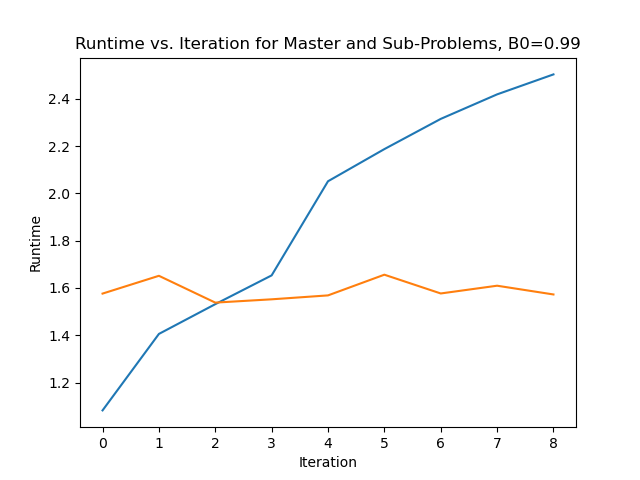 Runtime vs. Iteration for Master and Sub-Problems, B0=0.99
2.4
2.2
2.0
1.8
1.6
1.4
1.2
Runtime
0 1 2 3 4 5 6 7 8
Iteration